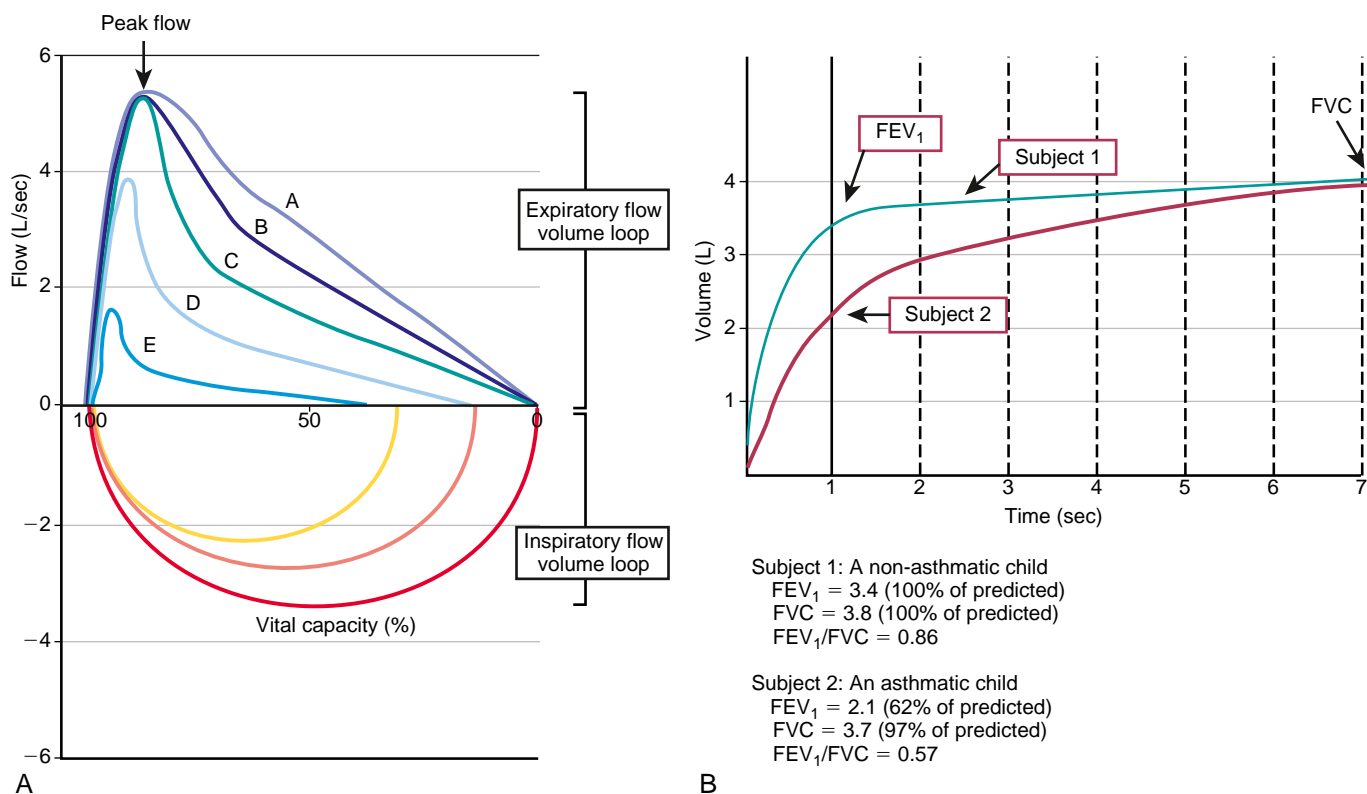 Peak flow
6
4
2
0
−2
−4
−6
Flow (L/sec)
A
B
C
D
E
100
50
0
Vital capacity (%)
Expiratory flow
volume loop
Inspiratory flow
volume loop
A
FEV1
Subject 1
FVC
Subject 2
4
3
2
1
Volume (L)
1 2 3 4 5 6 7
Time (sec)
Subject 1: A non-asthmatic child
FEV1 = 3.4 (100% of predicted)
FVC = 3.8 (100% of predicted)
FEV1/FVC = 0.86
Subject 2: An asthmatic child
FEV1 = 2.1 (62% of predicted)
FVC = 3.7 (97% of predicted)
FEV1/FVC = 0.57
B